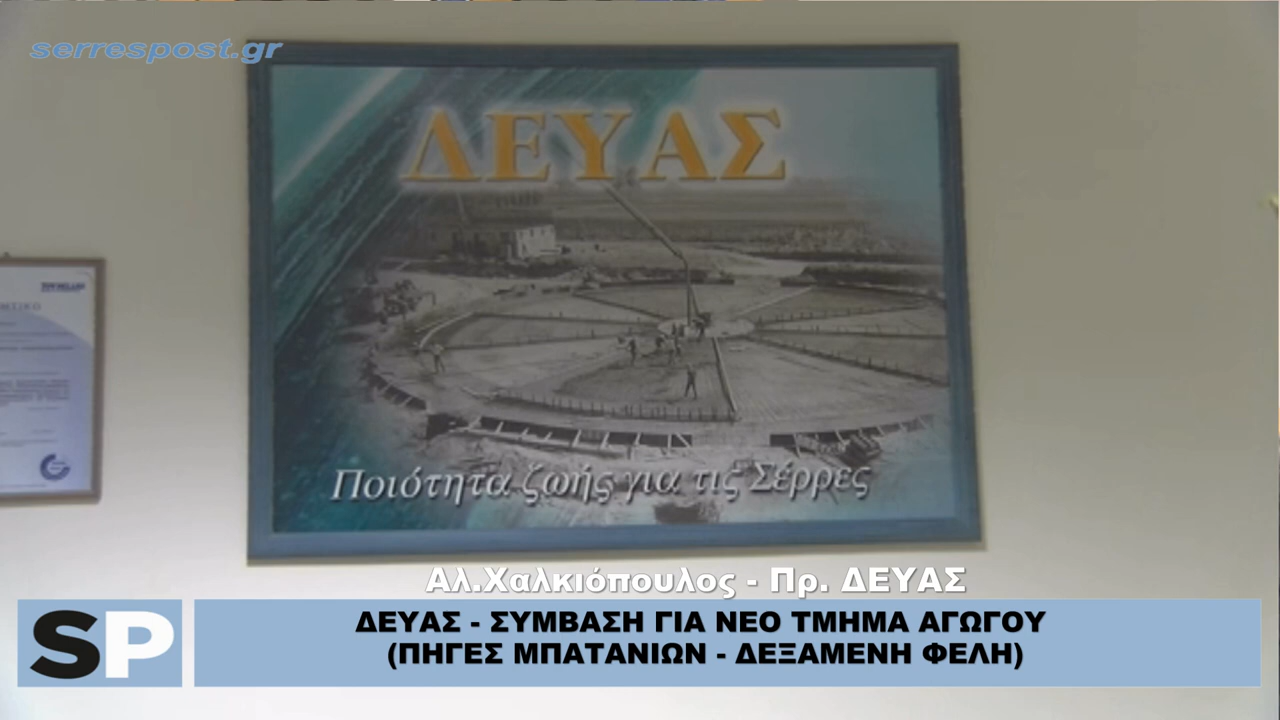 serrespost.gr
ΔΕΥΑΣ
Ποιότητα ζωής για τις Σέρρες
Αλ.Χαλκιόπουλος - Πρ. ΔΕΥΑΣ
SP
ΔΕΥΑΣ - ΣΥΜΒΑΣΗ ΓΙΑ ΝΕΟ ΤΜΗΜΑ ΑΓΩΓΟΥ
(ΠΗΓΕΣ ΜΠΑΤΑΝΙΩΝ - ΔΕΞΑΜΕΝΗ ΦΕΛΗ)